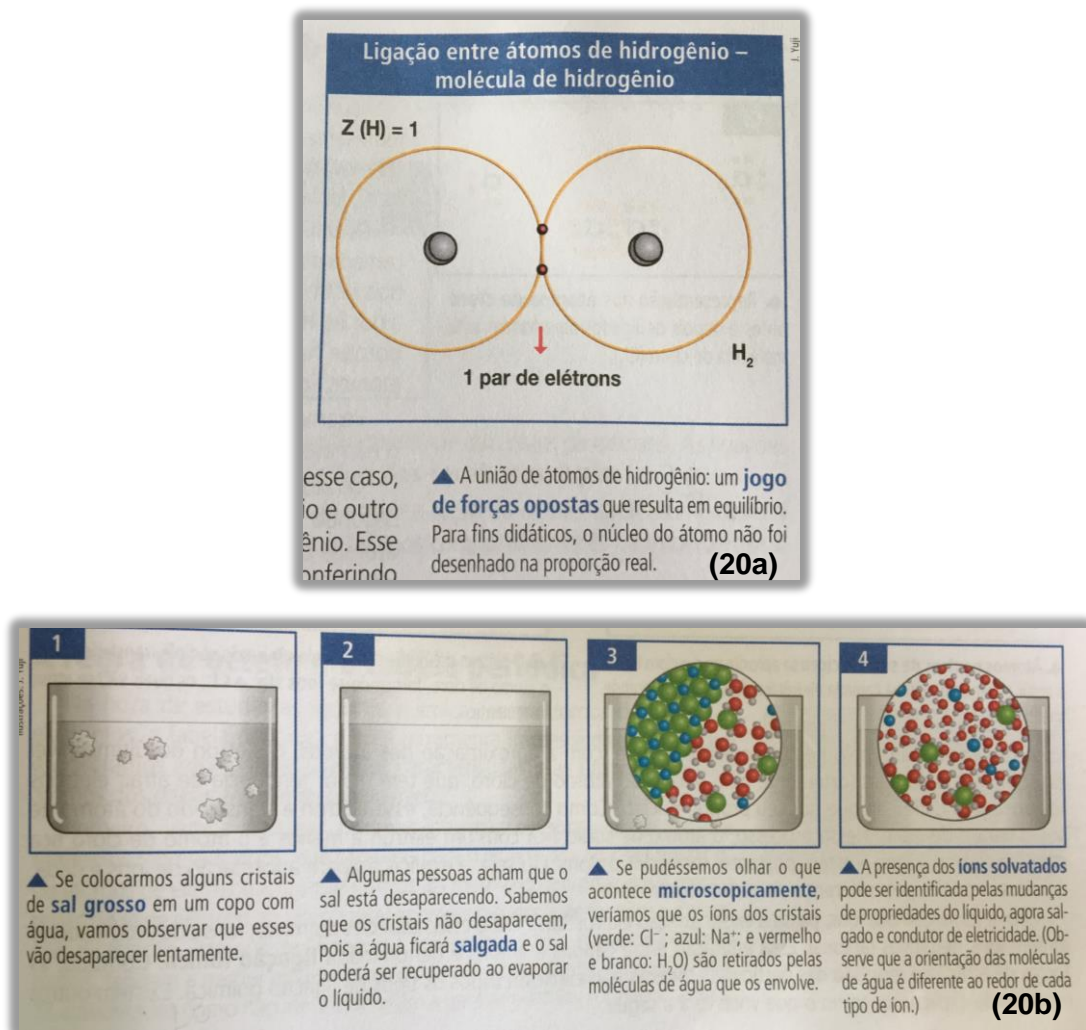 Ligação entre átomos de hidrogênio –
molécula de hidrogênio
J. Yuji
Z (H) = 1
H₂
1 par de elétrons
esse caso,
io e outro
ênio. Esse
onferindo
▲ A união de átomos de hidrogênio: um jogo
de forças opostas que resulta em equilíbrio.
Para fins didáticos, o núcleo do átomo não foi
desenhado na proporção real.
(20a)
1
▲ Se colocarmos alguns cristais
de sal grosso em um copo com
água, vamos observar que esses
vão desaparecer lentamente.
2
▲ Algumas pessoas acham que o
sal está desaparecendo. Sabemos
que os cristais não desaparecem,
pois a água ficará salgada e o sal
poderá ser recuperado ao evaporar
o líquido.
3
▲ Se pudéssemos olhar o que
acontece microscopicamente,
veríamos que os íons dos cristais
(verde: Cl⁻ ; azul: Na⁺; e vermelho
e branco: H₂O) são retirados pelas
moléculas de água que os envolve.
4
▲ A presença dos íons solvatados
pode ser identificada pelas mudanças
de propriedades do líquido, agora sal-
gado e condutor de eletricidade. (Ob-
serve que a orientação das moléculas
de água é diferente ao redor de cada
tipo de íon.)
(20b)